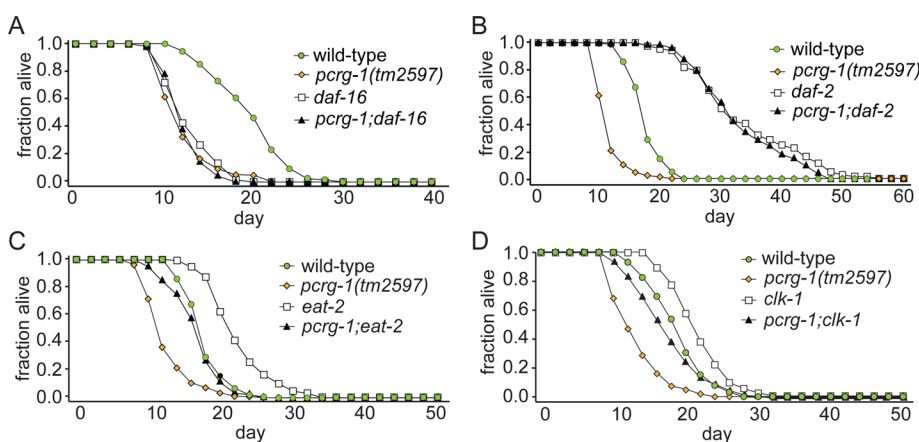 A
fraction alive
1.0
0.8
0.6
0.4
0.2
0.0
0
10
20
30
40
day
wild-type
pcrg-1(tm2597)
daf-16
pcrg-1;daf-16
B
fraction alive
1.0
0.8
0.6
0.4
0.2
0.0
0
10
20
30
40
50
60
day
wild-type
pcrg-1(tm2597)
daf-2
pcrg-1;daf-2
C
fraction alive
1.0
0.8
0.6
0.4
0.2
0.0
0
10
20
30
40
50
day
wild-type
pcrg-1(tm2597)
eat-2
pcrg-1;eat-2
D
fraction alive
1.0
0.8
0.6
0.4
0.2
0.0
0
10
20
30
40
50
day
wild-type
pcrg-1(tm2597)
clk-1
pcrg-1;clk-1